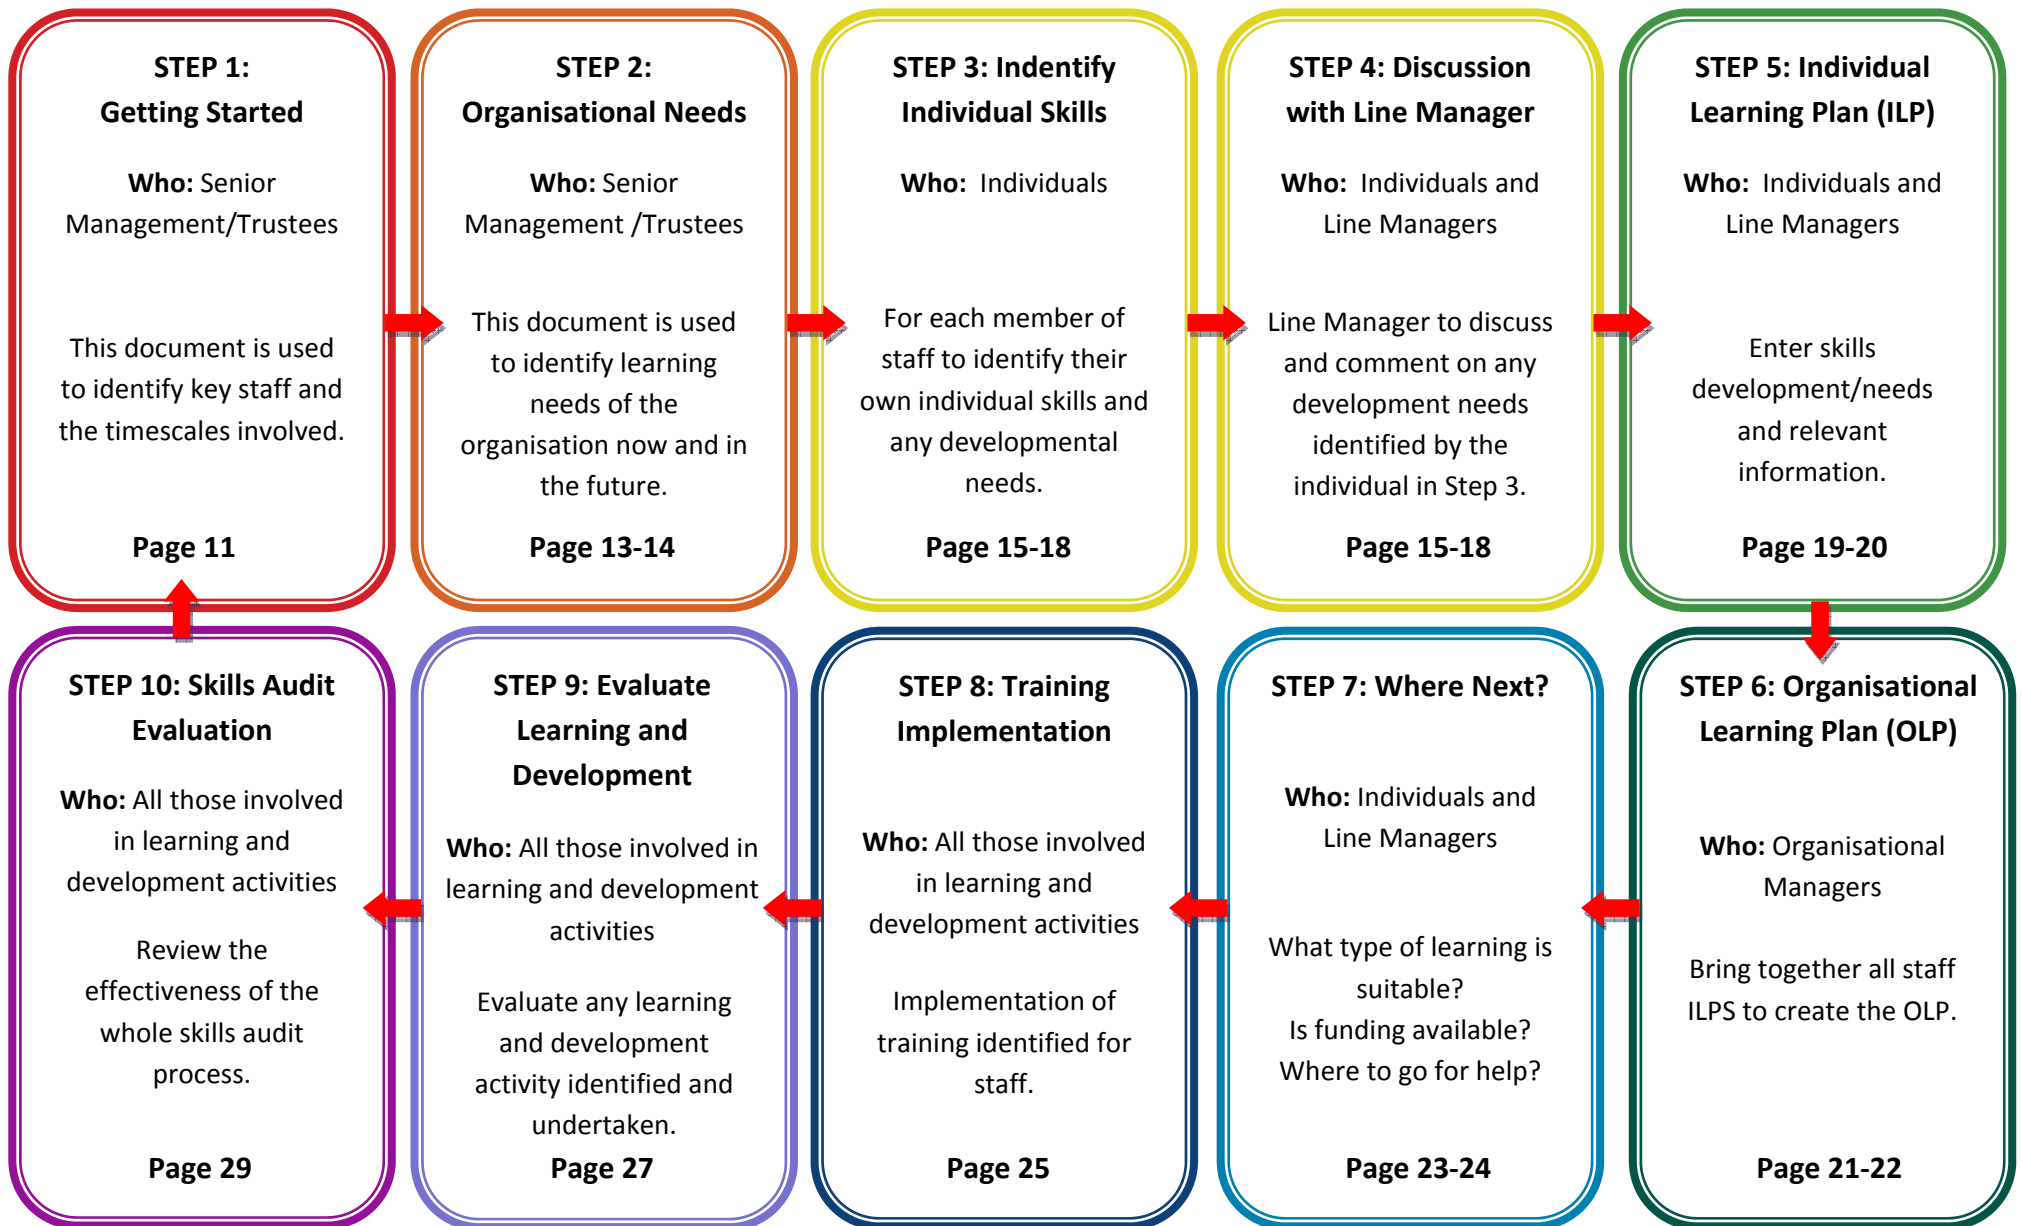 STEP 1:
Getting Started
Who: Senior
Management/Trustees
This document is used
to identify key staff and
the timescales involved.
Page 11
STEP 2:
Organisational Needs
Who: Senior
Management /Trustees
This document is used
to identify learning
needs of the
organisation now and in
the future.
Page 13-14
STEP 3: Indentify
Individual Skills
Who: Individuals
For each member of
staff to identify their
own individual skills and
any developmental
needs.
Page 15-18
STEP 4: Discussion
with Line Manager
Who: Individuals and
Line Managers
Line Manager to discuss
and comment on any
development needs
identified by the
individual in Step 3.
Page 15-18
STEP 5: Individual
Learning Plan (ILP)
Who: Individuals and
Line Managers
Enter skills
development/needs
and relevant
information.
Page 19-20
STEP 6: Organisational
Learning Plan (OLP)
Who: Organisational
Managers
Bring together all staff
ILPS to create the OLP.
Page 21-22
STEP 7: Where Next?
Who: Individuals and
Line Managers
What type of learning is
suitable?
Is funding available?
Where to go for help?
Page 23-24
STEP 8: Training
Implementation
Who: All those involved
in learning and
development activities
Implementation of
training identified for
staff.
Page 25
STEP 9: Evaluate
Learning and
Development
Who: All those involved in
learning and development
activities
Evaluate any learning
and development
activity identified and
undertaken.
Page 27
STEP 10: Skills Audit
Evaluation
Who: All those involved
in learning and
development activities
Review the
effectiveness of the
whole skills audit
process.
Page 29